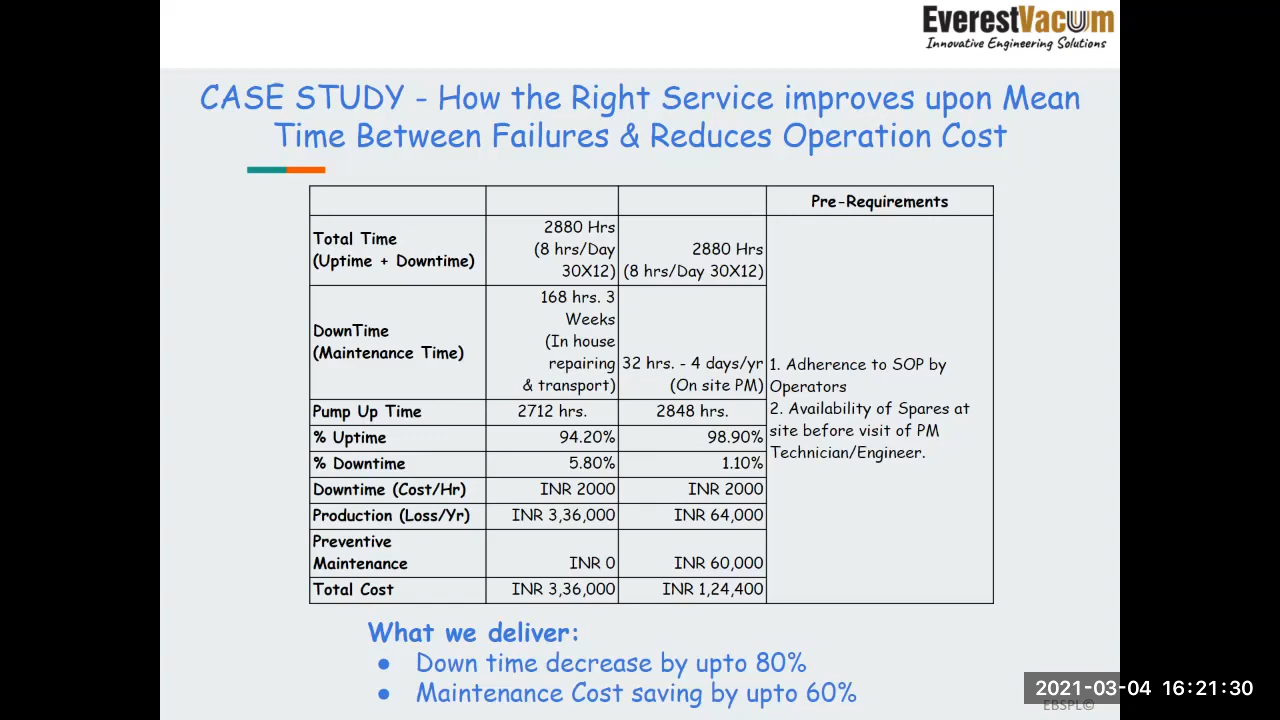 EverestVacuum
Innovative Engineering Solutions
CASE STUDY - How the Right Service improves upon Mean
Time Between Failures & Reduces Operation Cost
Pre-Requirements
Total Time
(Uptime + Downtime)
2880 Hrs
(8 hrs/Day
30X12)
2880 Hrs
(8 hrs/Day 30X12)
DownTime
(Maintenance Time)
168 hrs. 3
Weeks
(In house
repairing
& transport)
32 hrs. - 4 days/yr
(On site PM)
1. Adherence to SOP by
Operators
2. Availability of Spares at
site before visit of PM
Technician/Engineer.
Pump Up Time 2712 hrs. 2848 hrs.
% Uptime 94.20% 98.90%
% Downtime 5.80% 1.10%
Downtime (Cost/Hr) INR 2000 INR 2000
Production (Loss/Yr) INR 3,36,000 INR 64,000
Preventive
Maintenance INR 0 INR 60,000
Total Cost INR 3,36,000 INR 1,24,400
What we deliver:
● Down time decrease by upto 80%
● Maintenance Cost saving by upto 60%
2021-03-04 16:21:30
EBSPL©